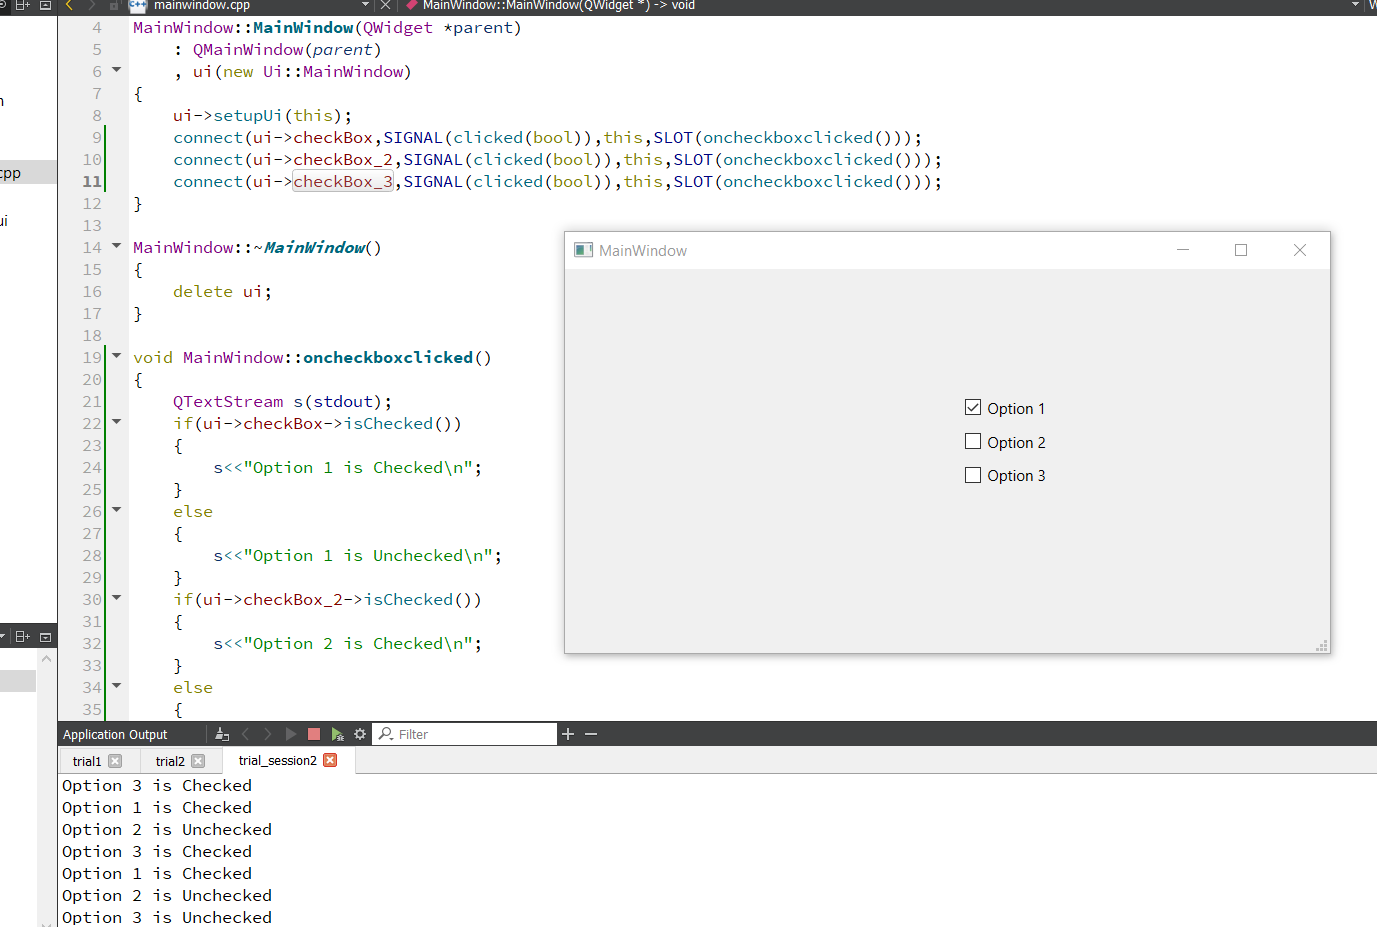 mainwindow.cpp
MainWindow::MainWindow(QWidget *) -> void
4 MainWindow::MainWindow(QWidget *parent)
5     : QMainWindow(parent)
6     , ui(new Ui::MainWindow)
7 {
8     ui->setupUi(this);
9     connect(ui->checkBox,SIGNAL(clicked(bool)),this,SLOT(oncheckboxclicked()));
10     connect(ui->checkBox_2,SIGNAL(clicked(bool)),this,SLOT(oncheckboxclicked()));
11     connect(ui->checkBox_3,SIGNAL(clicked(bool)),this,SLOT(oncheckboxclicked()));
12 }
13
14 MainWindow::~MainWindow()
15 {
16     delete ui;
17 }
18
19 void MainWindow::oncheckboxclicked()
20 {
21     QTextStream s(stdout);
22     if(ui->checkBox->isChecked())
23     {
24         s<<"Option 1 is Checked\n";
25     }
26     else
27     {
28         s<<"Option 1 is Unchecked\n";
29     }
30     if(ui->checkBox_2->isChecked())
31     {
32         s<<"Option 2 is Checked\n";
33     }
34     else
35     {
cpp
ui
MainWindow
Option 1
Option 2
Option 3
Application Output
Filter
trial1
trial2
trial_session2
Option 3 is Checked
Option 1 is Checked
Option 2 is Unchecked
Option 3 is Checked
Option 1 is Checked
Option 2 is Unchecked
Option 3 is Unchecked